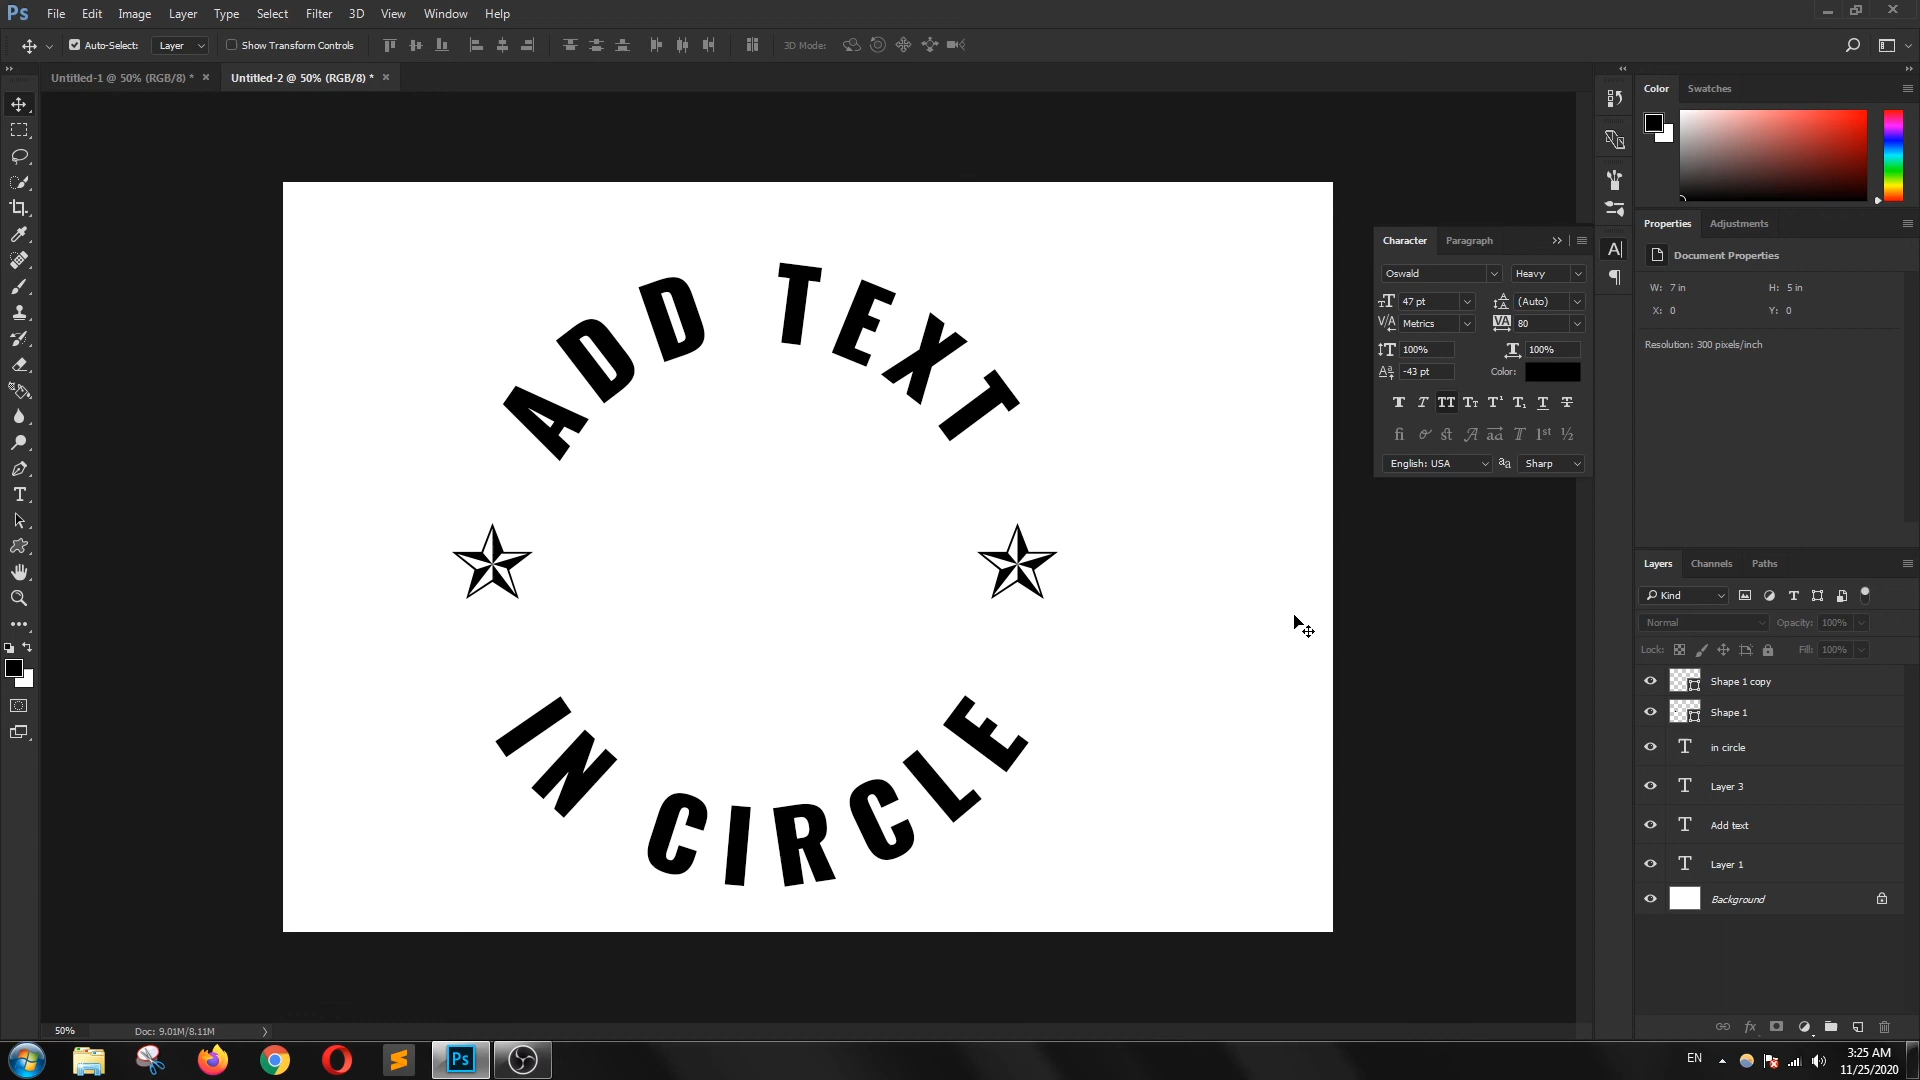 Ps File Edit Image Layer Type Select Filter 3D View Window Help
Auto-Select: Layer Show Transform Controls 3D Mode:
Untitled-1 @ 50% (RGB/8) * × Untitled-2 @ 50% (RGB/8) * ×
Color Swatches
Properties Adjustments
Document Properties
W: 7 in H: 5 in
X: 0 Y: 0
Resolution: 300 pixels/inch
Character Paragraph
Oswald Heavy
47 pt (Auto)
Metrics 80
100% 100%
-43 pt Color:
English: USA Sharp
ADD TEXT
IN CIRCLE
Layers Channels Paths
Kind
Normal Opacity: 100%
Lock: Fill: 100%
Shape 1 copy
Shape 1
in circle
Layer 3
Add text
Layer 1
Background
50% Doc: 9.01M/8.11M
Ps
EN 3:25 AM
11/25/2020